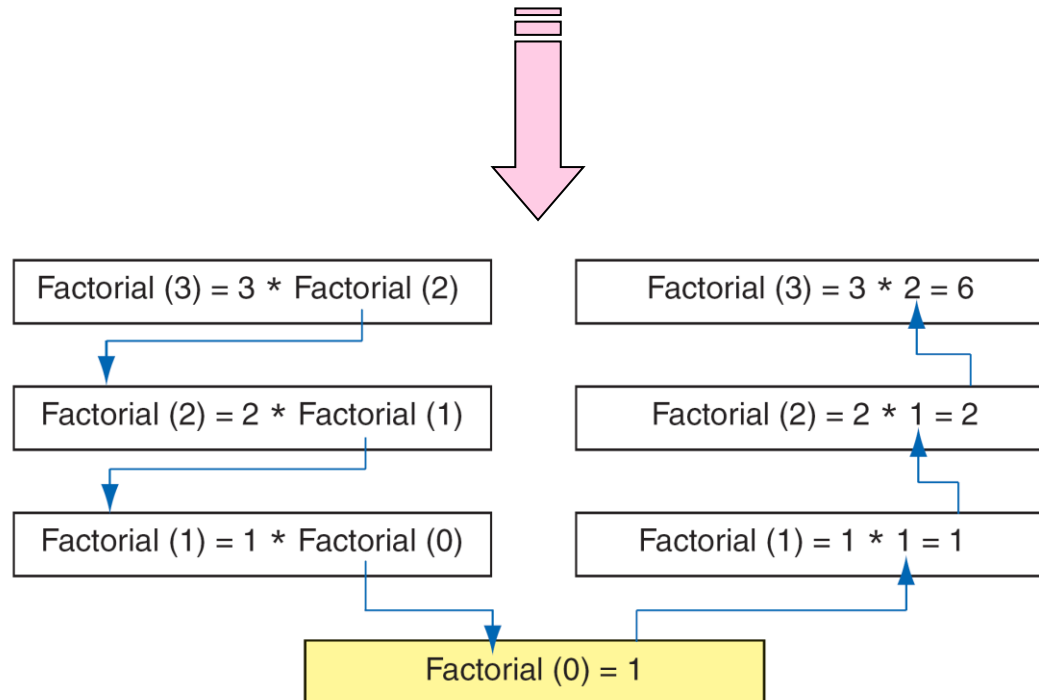 Factorial (3) = 3 * Factorial (2)
Factorial (2) = 2 * Factorial (1)
Factorial (1) = 1 * Factorial (0)
Factorial (0) = 1
Factorial (1) = 1 * 1 = 1
Factorial (2) = 2 * 1 = 2
Factorial (3) = 3 * 2 = 6